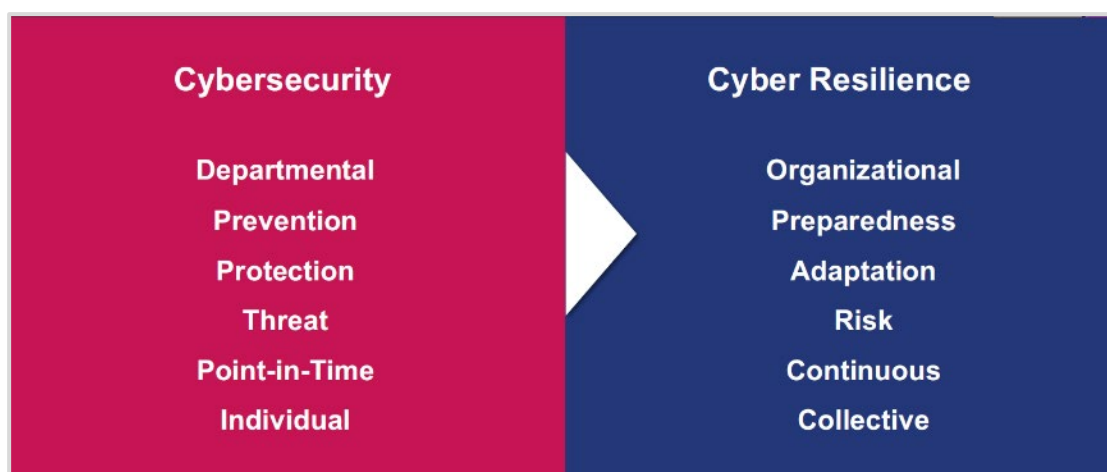 Cybersecurity
Departmental
Prevention
Protection
Threat
Point-in-Time
Individual
Cyber Resilience
Organizational
Preparedness
Adaptation
Risk
Continuous
Collective